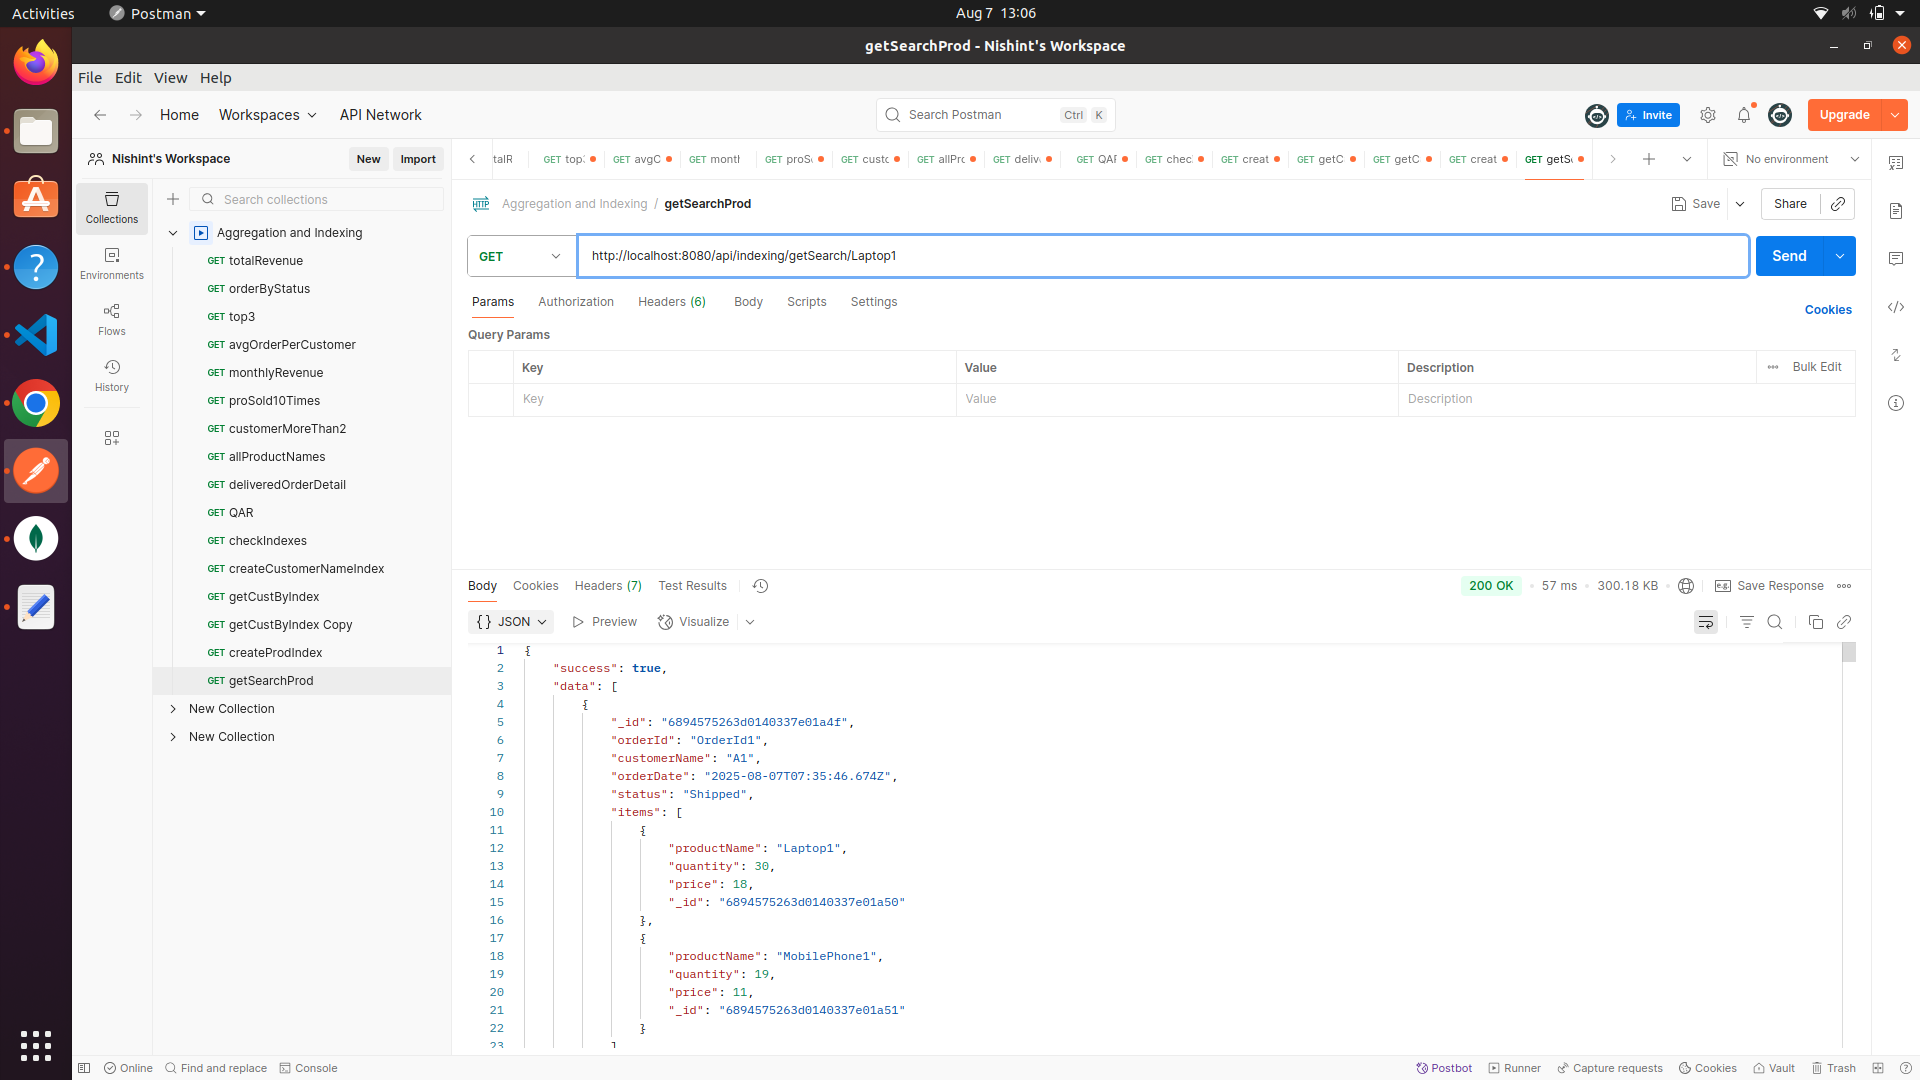 Activities
Postman
Aug 7 13:06
getSearchProd - Nishint's Workspace
File Edit View Help
Home Workspaces API Network
Search Postman Ctrl K
Invite
Upgrade
Nishint's Workspace
New Import
talR
GET top:
GET avgC
GET montl
GET proS
GET custo
GET allPro
GET deliv
GET QAR
GET chec
GET creat
GET getC
GET getC
GET creat
GET getS
No environment
Collections
Environments
Flows
History
Search collections
Aggregation and Indexing
GET totalRevenue
GET orderByStatus
GET top3
GET avgOrderPerCustomer
GET monthlyRevenue
GET proSold10Times
GET customerMoreThan2
GET allProductNames
GET deliveredOrderDetail
GET QAR
GET checkIndexes
GET createCustomerNameIndex
GET getCustByIndex
GET getCustByIndex Copy
GET createProdIndex
GET getSearchProd
New Collection
New Collection
HTTP Aggregation and Indexing / getSearchProd
Save Share
GET http://localhost:8080/api/indexing/getSearch/Laptop1 Send
Params Authorization Headers (6) Body Scripts Settings
Cookies
Query Params
Key Value Description Bulk Edit
Key Value Description
Body Cookies Headers (7) Test Results
200 OK • 57 ms • 300.18 KB • e.g. Save Response
{} JSON Preview Visualize
1 {
2 "success": true,
3 "data": [
4 {
5 "_id": "6894575263d0140337e01a4f",
6 "orderId": "OrderId1",
7 "customerName": "A1",
8 "orderDate": "2025-08-07T07:35:46.674Z",
9 "status": "Shipped",
10 "items": [
11 {
12 "productName": "Laptop1",
13 "quantity": 30,
14 "price": 18,
15 "_id": "6894575263d0140337e01a50"
16 },
17 {
18 "productName": "MobilePhone1",
19 "quantity": 19,
20 "price": 11,
21 "_id": "6894575263d0140337e01a51"
22 }
23 ]
Online Find and replace Console
Postbot Runner Capture requests Cookies Vault Trash